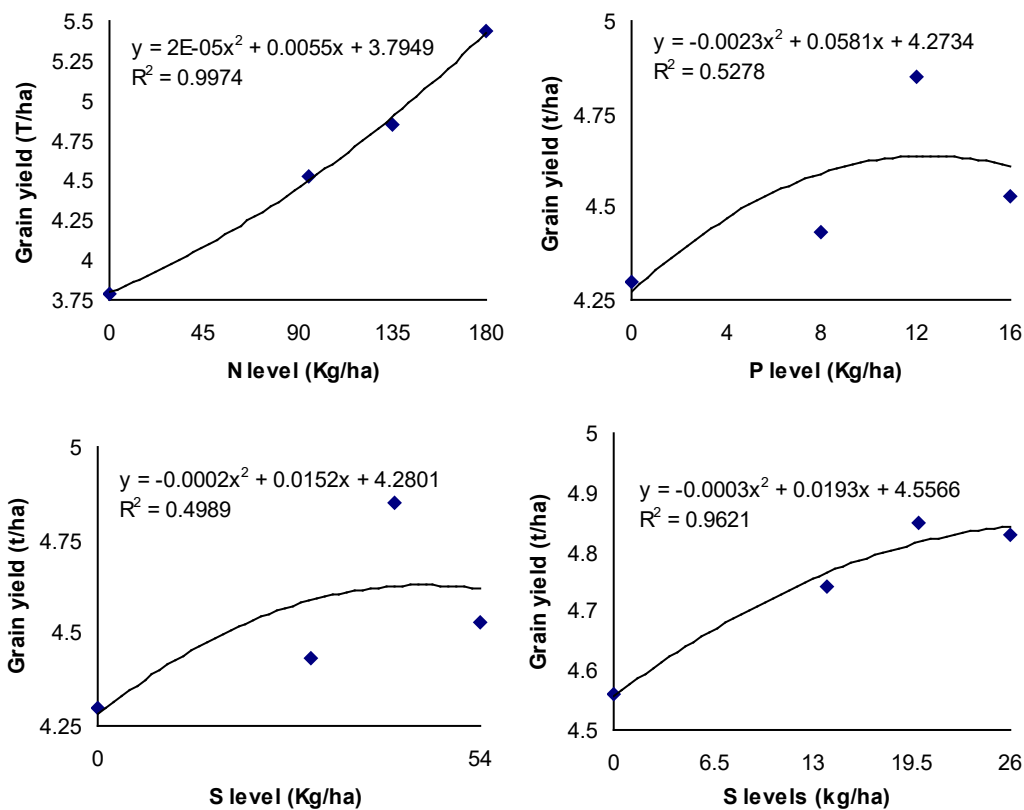 5.5
5.25
5
4.75
4.5
4.25
4
3.75
Grain yield (T/ha)
y = 2E-05x² + 0.0055x + 3.7949
R² = 0.9974
0 45 90 135 180
N level (Kg/ha)
5
4.75
4.5
4.25
Grain yield (t/ha)
y = -0.0023x² + 0.0581x + 4.2734
R² = 0.5278
0 4 8 12 16
P level (Kg/ha)
5
4.75
4.5
4.25
Grain yield (t/ha)
y = -0.0002x² + 0.0152x + 4.2801
R² = 0.4989
0 54
S level (Kg/ha)
5
4.9
4.8
4.7
4.6
4.5
Grain yield (t/ha)
y = -0.0003x² + 0.0193x + 4.5566
R² = 0.9621
0 6.5 13 19.5 26
S levels (kg/ha)